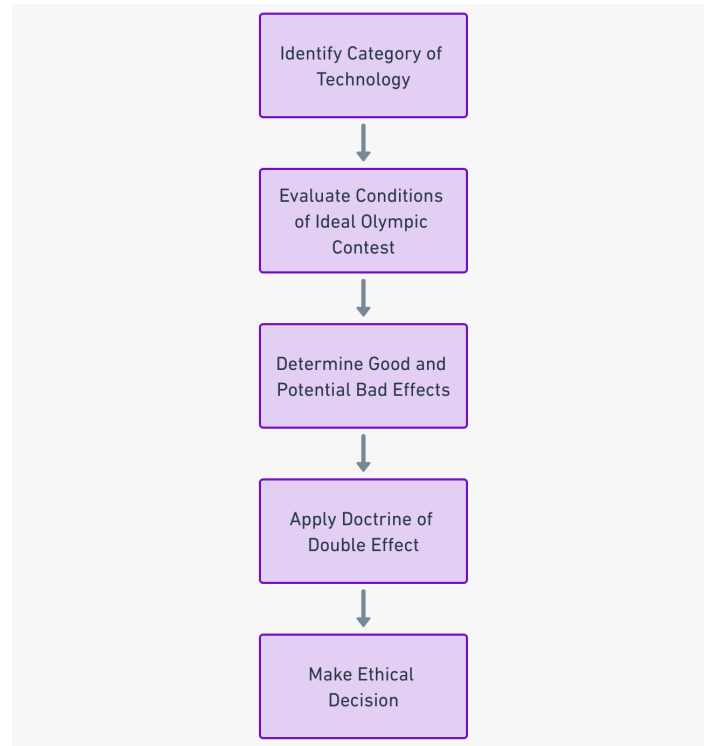 Identify Category of
Technology
Evaluate Conditions
of Ideal Olympic
Contest
Determine Good and
Potential Bad Effects
Apply Doctrine of
Double Effect
Make Ethical
Decision